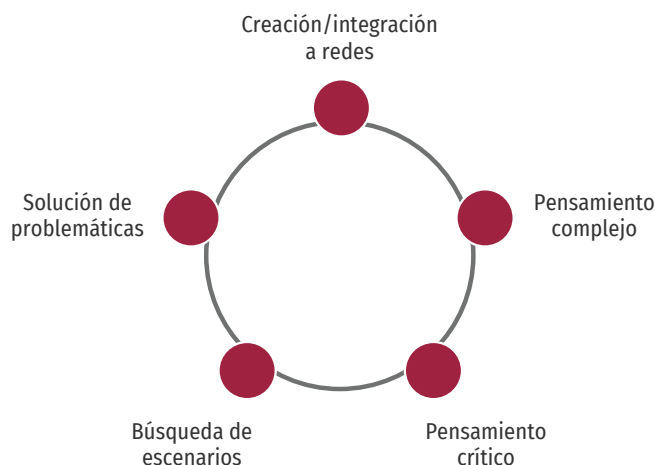 Creación/integración
a redes
Solución de
problemáticas
Pensamiento
complejo
Búsqueda de
escenarios
Pensamiento
crítico